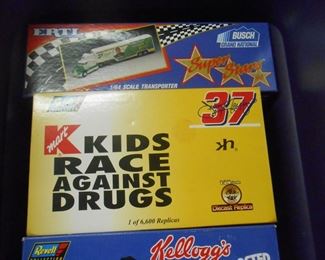 ERTL
BUSCH
GRAND NATIONAL
Super Stars
1/64 SCALE TRANSPORTER
37
Kmart KIDS
RACE
AGAINST
DRUGS
Diecast Replica
1 of 6,600 Replicas
Revell
Kellogg's